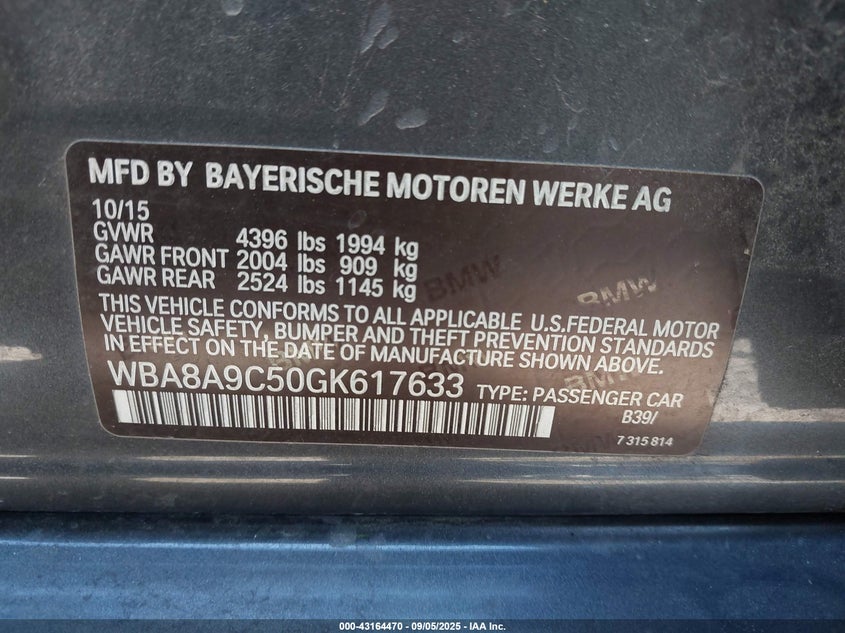 MFD BY BAYERISCHE MOTOREN WERKE AG
10/15
GVWR 4396 lbs 1994 kg
GAWR FRONT 2004 lbs 909 kg
GAWR REAR 2524 lbs 1145 kg
THIS VEHICLE CONFORMS TO ALL APPLICABLE U.S.FEDERAL MOTOR
VEHICLE SAFETY, BUMPER AND THEFT PREVENTION STANDARDS
IN EFFECT ON THE DATE OF MANUFACTURE SHOWN ABOVE.
WBA8A9C50GK617633 TYPE: PASSENGER CAR
B39/
7 315 814
BMW
BMW
000-43164470 - 09/05/2025 - IAA Inc.